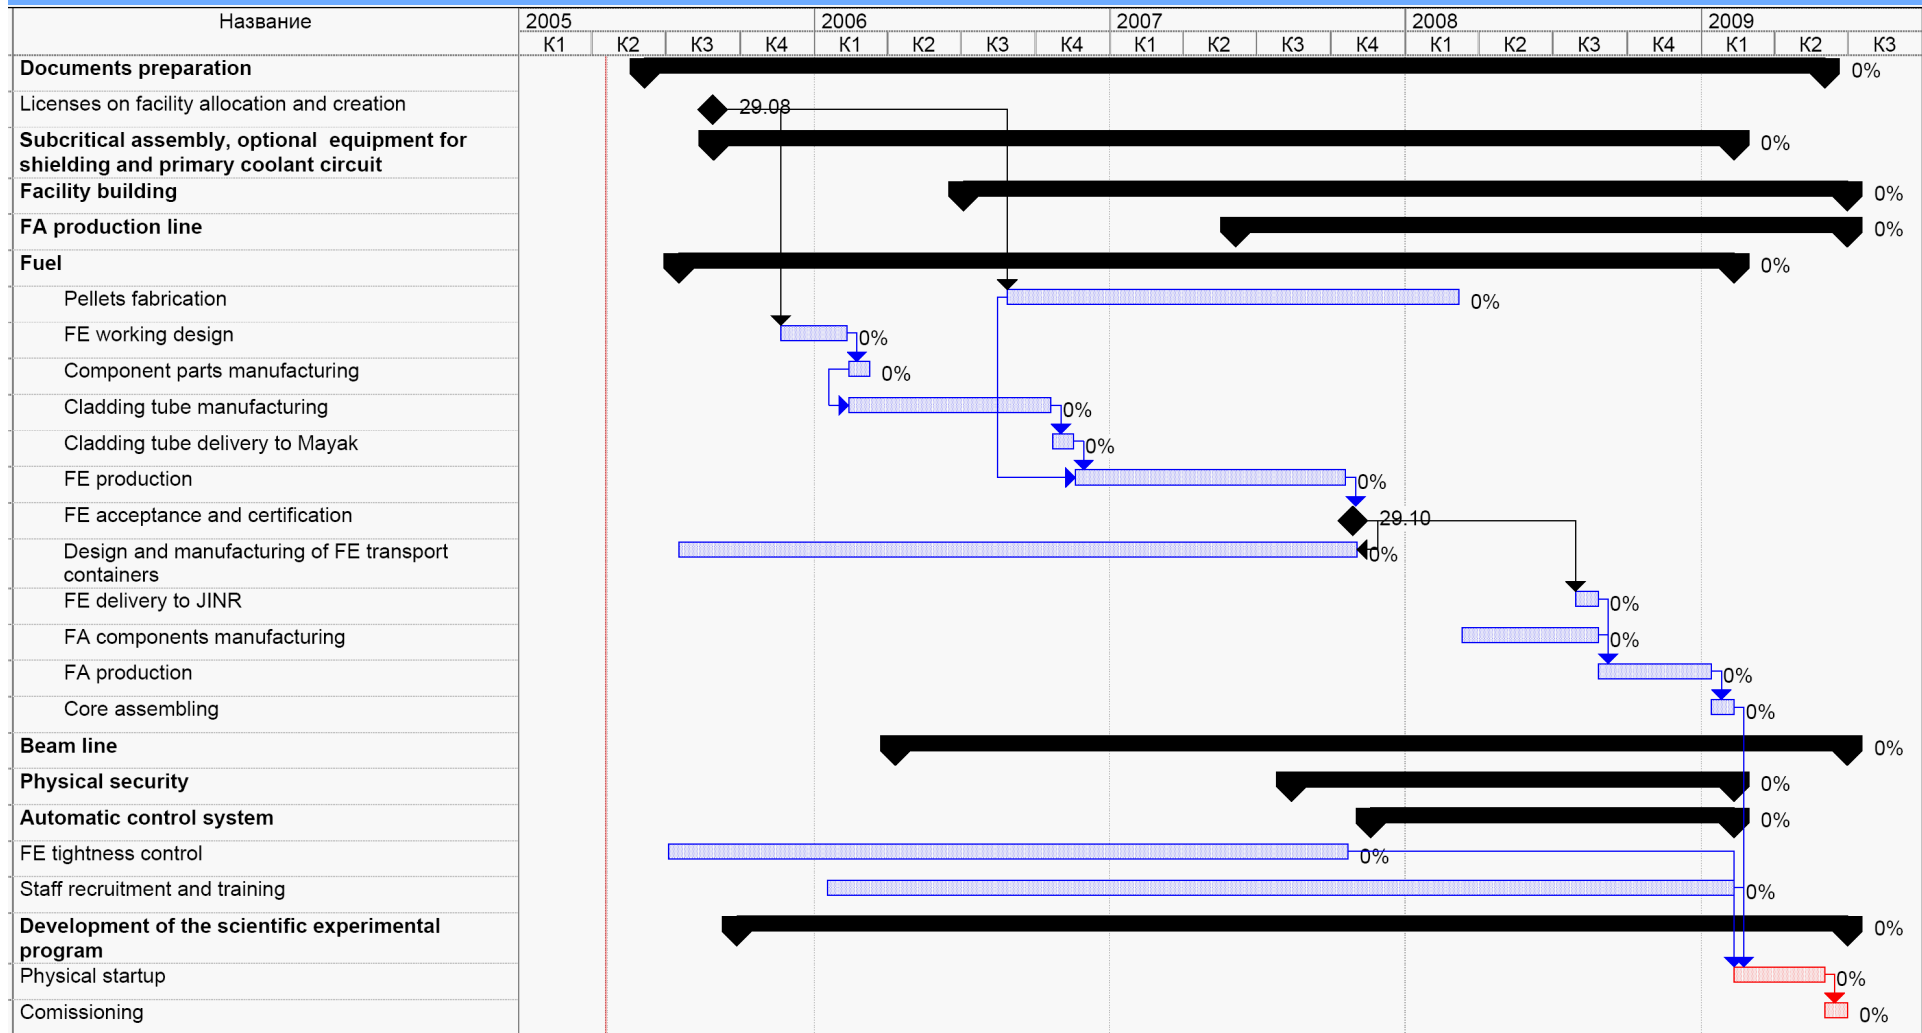 Название 2005 2006 2007 2008 2009
К1 К2 К3 К4 К1 К2 К3 К4 К1 К2 К3 К4 К1 К2 К3 К4 К1 К2 К3
Documents preparation 0%
Licenses on facility allocation and creation 29.08
Subcritical assembly, optional equipment for
shielding and primary coolant circuit 0%
Facility building 0%
FA production line 0%
Fuel 0%
Pellets fabrication 0%
FE working design 0%
Component parts manufacturing 0%
Cladding tube manufacturing 0%
Cladding tube delivery to Mayak 0%
FE production 0%
FE acceptance and certification 29.10
Design and manufacturing of FE transport
containers 0%
FE delivery to JINR 0%
FA components manufacturing 0%
FA production 0%
Core assembling 0%
Beam line 0%
Physical security 0%
Automatic control system 0%
FE tightness control 0%
Staff recruitment and training 0%
Development of the scientific experimental
program 0%
Physical startup 0%
Comissioning 0%